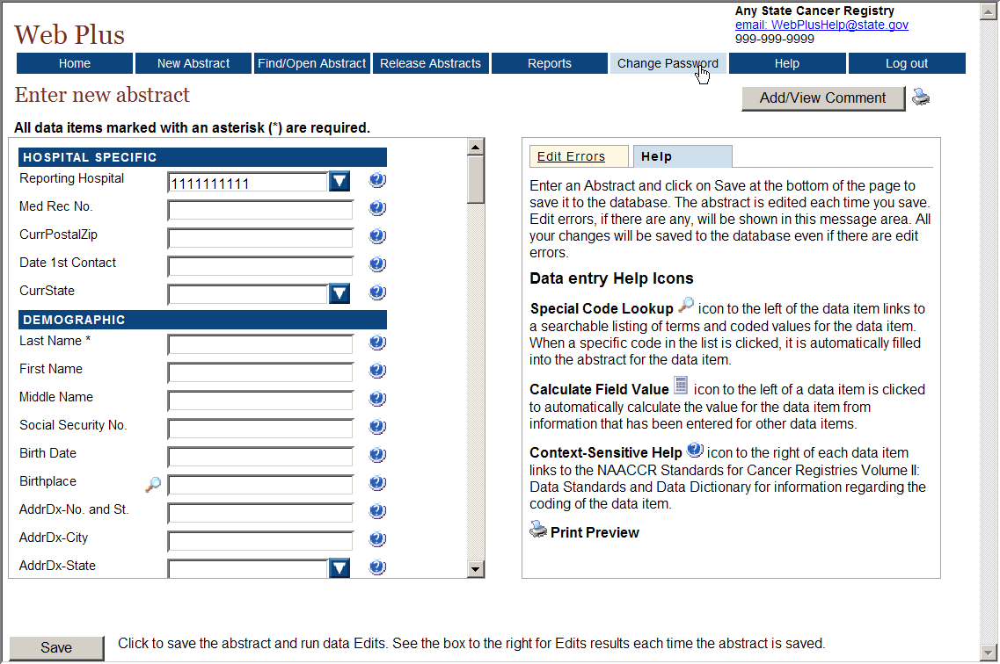 Any State Cancer Registry
Web Plus
email: WebPlusHelp@state.gov
999-999-9999
Home New Abstract Find/Open Abstract Release Abstracts Reports Change Password Help Log out
Enter new abstract
Add/View Comment
All data items marked with an asterisk (*) are required.
HOSPITAL SPECIFIC
Reporting Hospital 1111111111
Med Rec No.
CurrPostalZip
Date 1st Contact
CurrState
DEMOGRAPHIC
Last Name *
First Name
Middle Name
Social Security No.
Birth Date
Birthplace
AddrDx-No. and St.
AddrDx-City
AddrDx-State
Edit Errors Help
Enter an Abstract and click on Save at the bottom of the page to
save it to the database. The abstract is edited each time you save.
Edit errors, if there are any, will be shown in this message area. All
your changes will be saved to the database even if there are edit
errors.
Data entry Help Icons
Special Code Lookup icon to the left of the data item links to
a searchable listing of terms and coded values for the data item.
When a specific code in the list is clicked, it is automatically filled
into the abstract for the data item.
Calculate Field Value icon to the left of a data item is clicked
to automatically calculate the value for the data item from
information that has been entered for other data items.
Context-Sensitive Help icon to the right of each data item
links to the NAACCR Standards for Cancer Registries Volume II:
Data Standards and Data Dictionary for information regarding the
coding of the data item.
Print Preview
Save Click to save the abstract and run data Edits. See the box to the right for Edits results each time the abstract is saved.